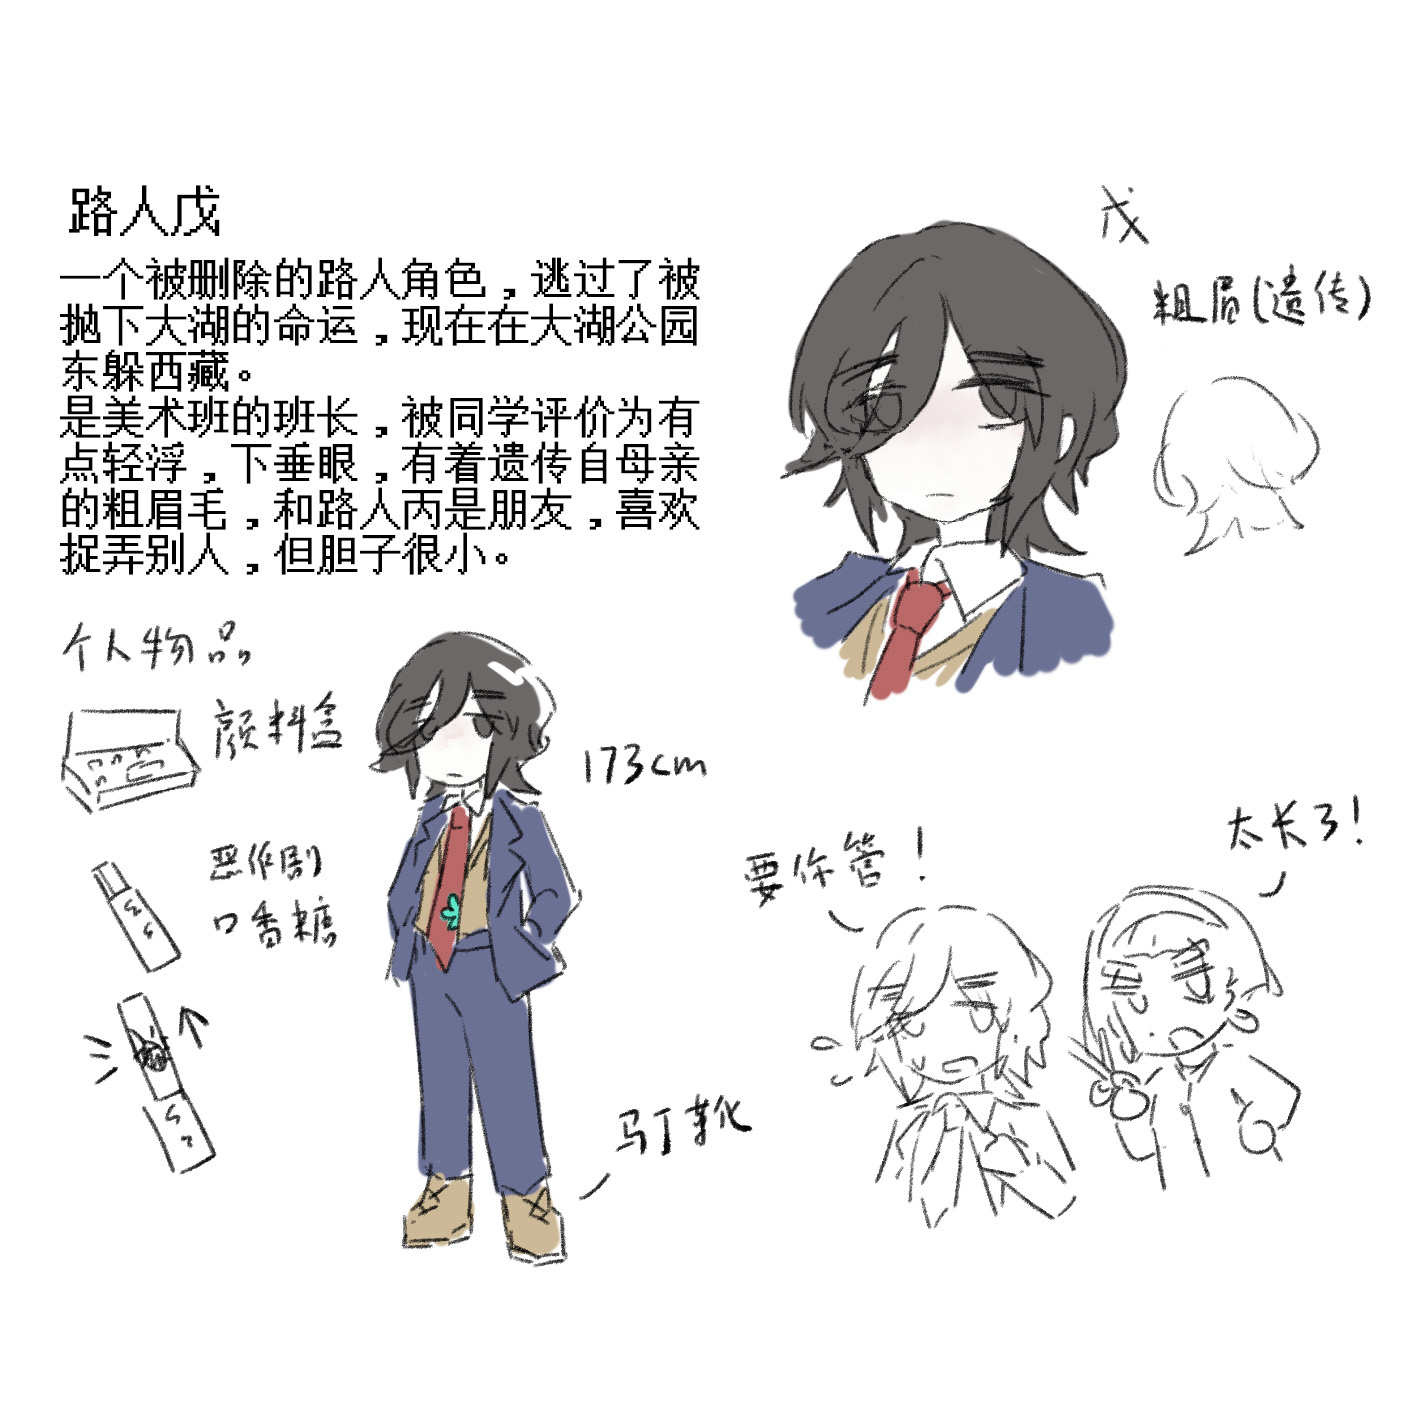 路人戊
一个被删除的路人角色，逃过了被
抛下大湖的命运，现在在大湖公园
东躲西藏。
是美术班的班长，被同学评价为有
点轻浮，下垂眼，有着遗传自母亲
的粗眉毛，和路人丙是朋友，喜欢
捉弄别人，但胆子很小。
戊
粗眉(遗传)
个人物品
颜料盒
恶作剧
口香糖
173cm
马丁靴
要你管！
太长了！